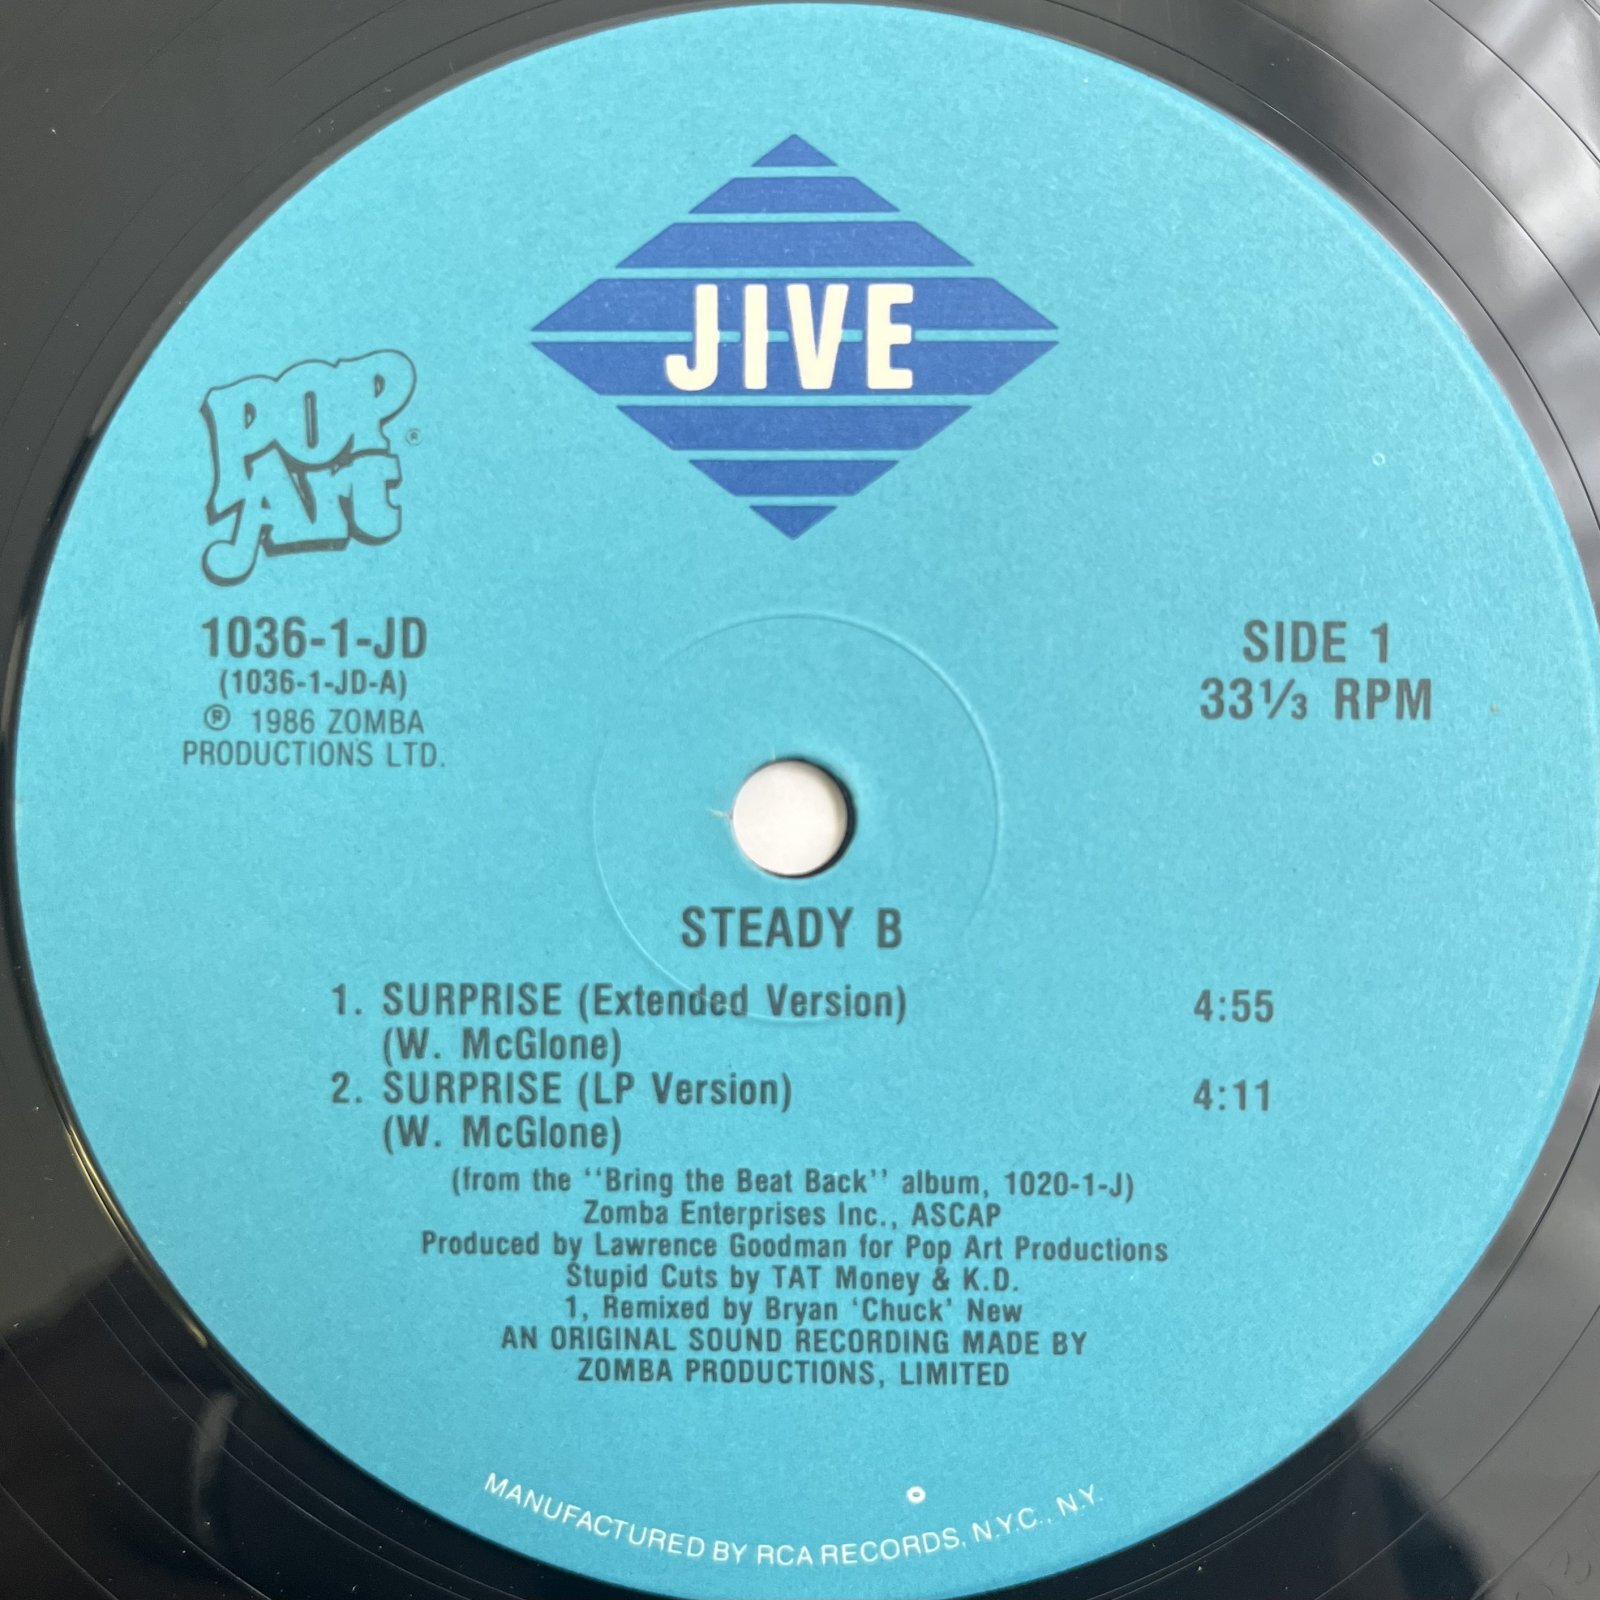 JIVE
POP
Art
®
1036-1-JD
(1036-1-JD-A)
℗ 1986 ZOMBA
PRODUCTIONS LTD.
SIDE 1
33⅓ RPM
STEADY B
1. SURPRISE (Extended Version) 4:55
(W. McGlone)
2. SURPRISE (LP Version) 4:11
(W. McGlone)
(from the "Bring the Beat Back" album, 1020-1-J)
Zomba Enterprises Inc., ASCAP
Produced by Lawrence Goodman for Pop Art Productions
Stupid Cuts by TAT Money & K.D.
1, Remixed by Bryan 'Chuck' New
AN ORIGINAL SOUND RECORDING MADE BY
ZOMBA PRODUCTIONS, LIMITED
MANUFACTURED BY RCA RECORDS, N.Y.C., N.Y.